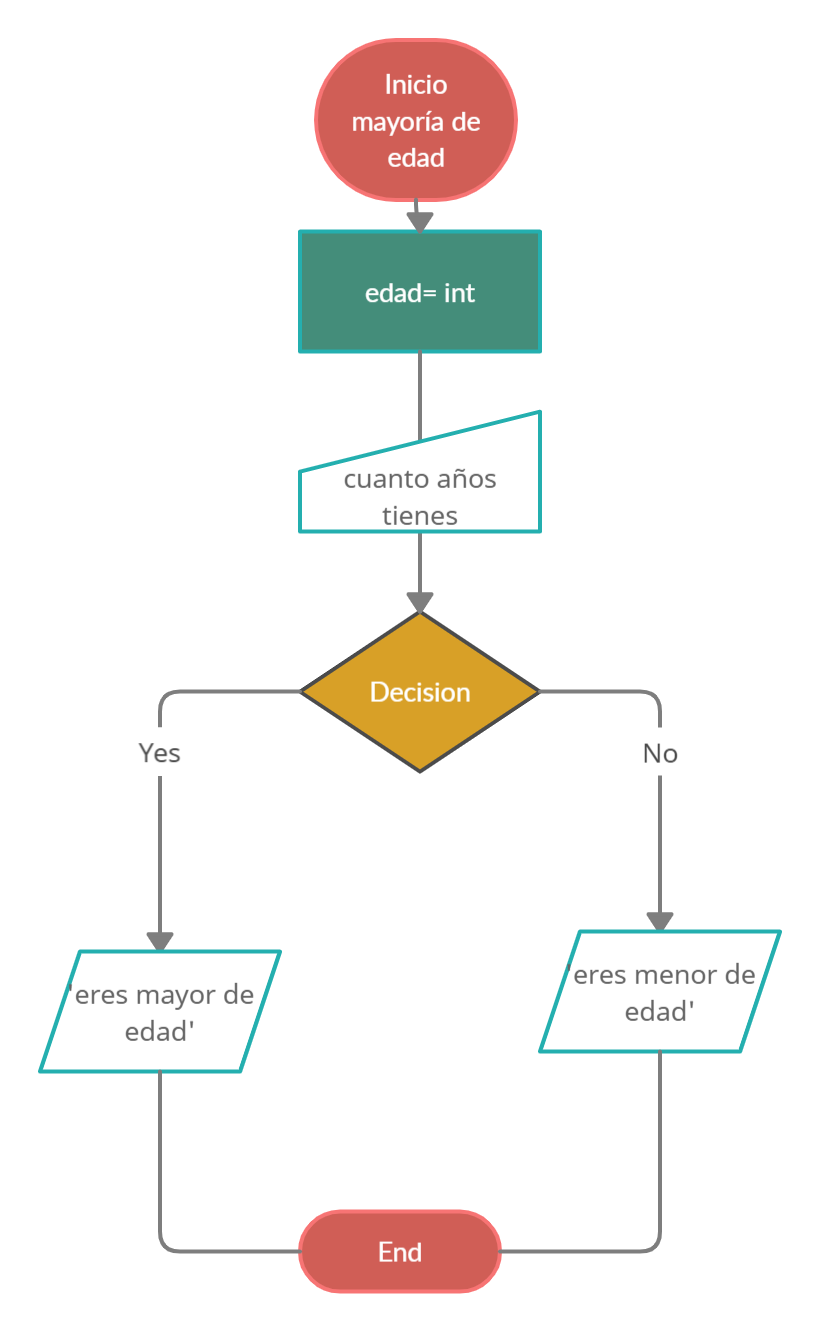 Inicio
mayoría de
edad
edad= int
cuanto años
tienes
Decision
Yes
No
'eres mayor de
edad'
'eres menor de
edad'
End